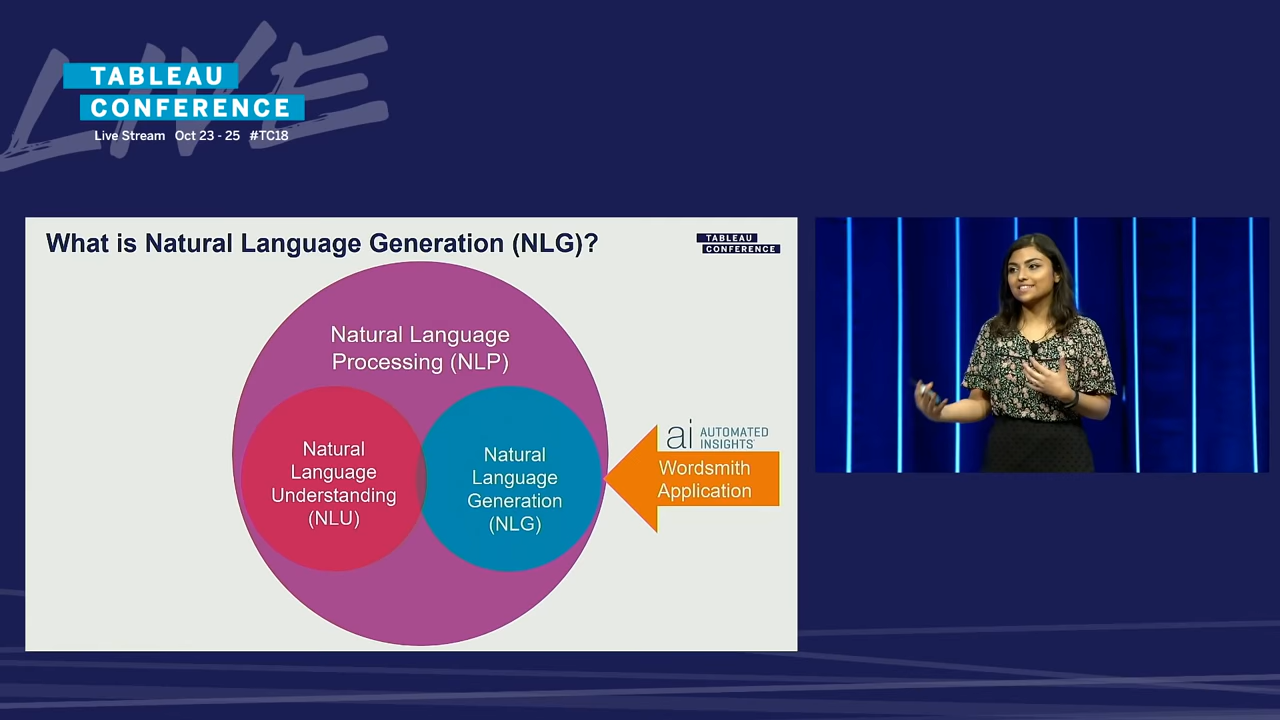 LIVE
TABLEAU
CONFERENCE
Live Stream Oct 23 - 25 #TC18
What is Natural Language Generation (NLG)?
TABLEAU
CONFERENCE
Natural Language
Processing (NLP)
Natural
Language
Understanding
(NLU)
Natural
Language
Generation
(NLG)
ai AUTOMATED
INSIGHTS
Wordsmith
Application